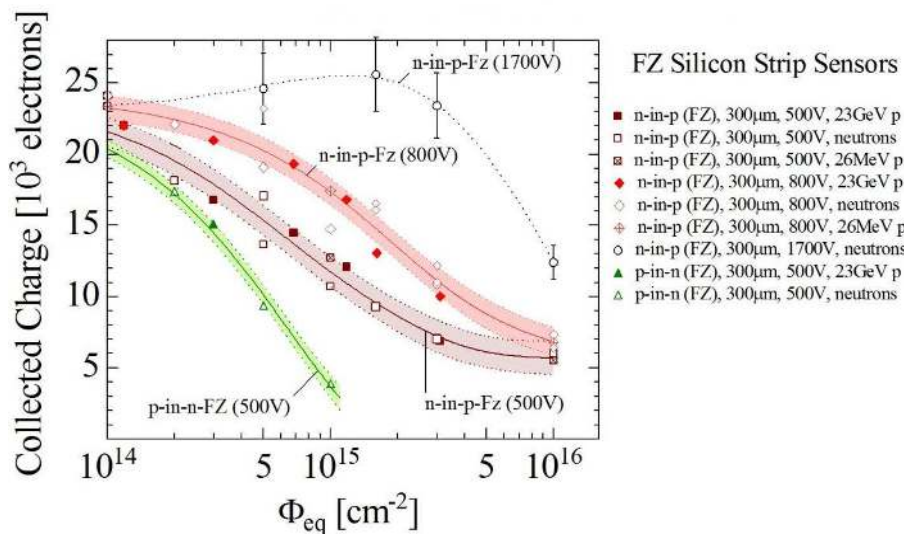 Collected Charge [10³ electrons]
25
20
15
10
5
10¹⁴
5
10¹⁵
5
10¹⁶
Φeq [cm⁻²]
n-in-p-Fz (1700V)
n-in-p-Fz (800V)
n-in-p-Fz (500V)
p-in-n-FZ (500V)
FZ Silicon Strip Sensors
n-in-p (FZ), 300μm, 500V, 23GeV p
n-in-p (FZ), 300μm, 500V, neutrons
n-in-p (FZ), 300μm, 500V, 26MeV p
n-in-p (FZ), 300μm, 800V, 23GeV p
n-in-p (FZ), 300μm, 800V, neutrons
n-in-p (FZ), 300μm, 800V, 26MeV p
n-in-p (FZ), 300μm, 1700V, neutrons
p-in-n (FZ), 300μm, 500V, 23GeV p
p-in-n (FZ), 300μm, 500V, neutrons